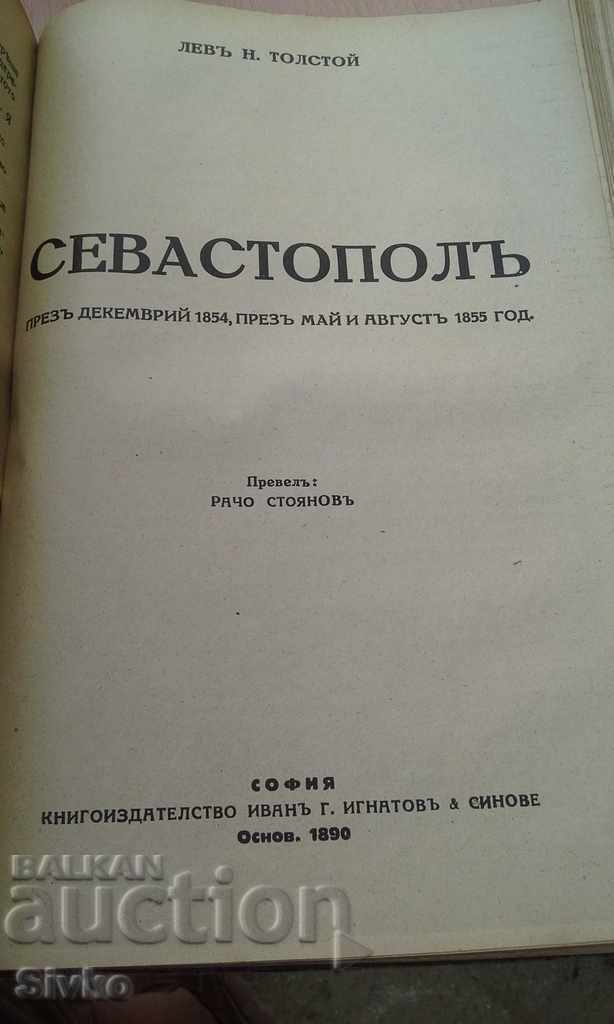 ЛЕВЪ Н. ТОЛСТОЙ
СЕВАСТОПОЛЪ
ПРЕЗЪ ДЕКЕМВРИЙ 1854, ПРЕЗЪ МАЙ И АВГУСТЪ 1855 ГОД.
Превелъ:
РАЧО СТОЯНОВЪ
СОФИЯ
КНИГОИЗДАТЕЛСТВО ИВАНЪ Г. ИГНАТОВЪ & СИНОВЕ
Основ. 1890
BALKAN
auction
Sivko